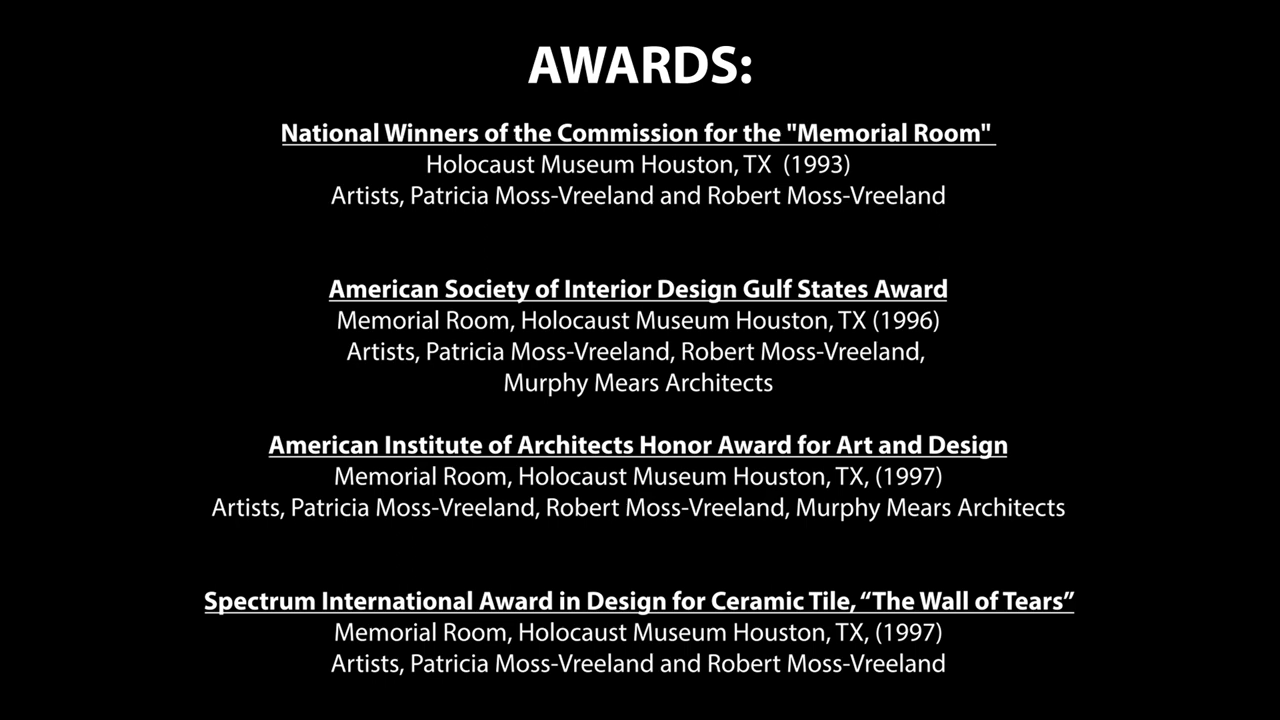 AWARDS:
National Winners of the Commission for the "Memorial Room"
Holocaust Museum Houston, TX (1993)
Artists, Patricia Moss-Vreeland and Robert Moss-Vreeland
American Society of Interior Design Gulf States Award
Memorial Room, Holocaust Museum Houston, TX (1996)
Artists, Patricia Moss-Vreeland, Robert Moss-Vreeland,
Murphy Mears Architects
American Institute of Architects Honor Award for Art and Design
Memorial Room, Holocaust Museum Houston, TX, (1997)
Artists, Patricia Moss-Vreeland, Robert Moss-Vreeland, Murphy Mears Architects
Spectrum International Award in Design for Ceramic Tile, “The Wall of Tears”
Memorial Room, Holocaust Museum Houston, TX, (1997)
Artists, Patricia Moss-Vreeland and Robert Moss-Vreeland